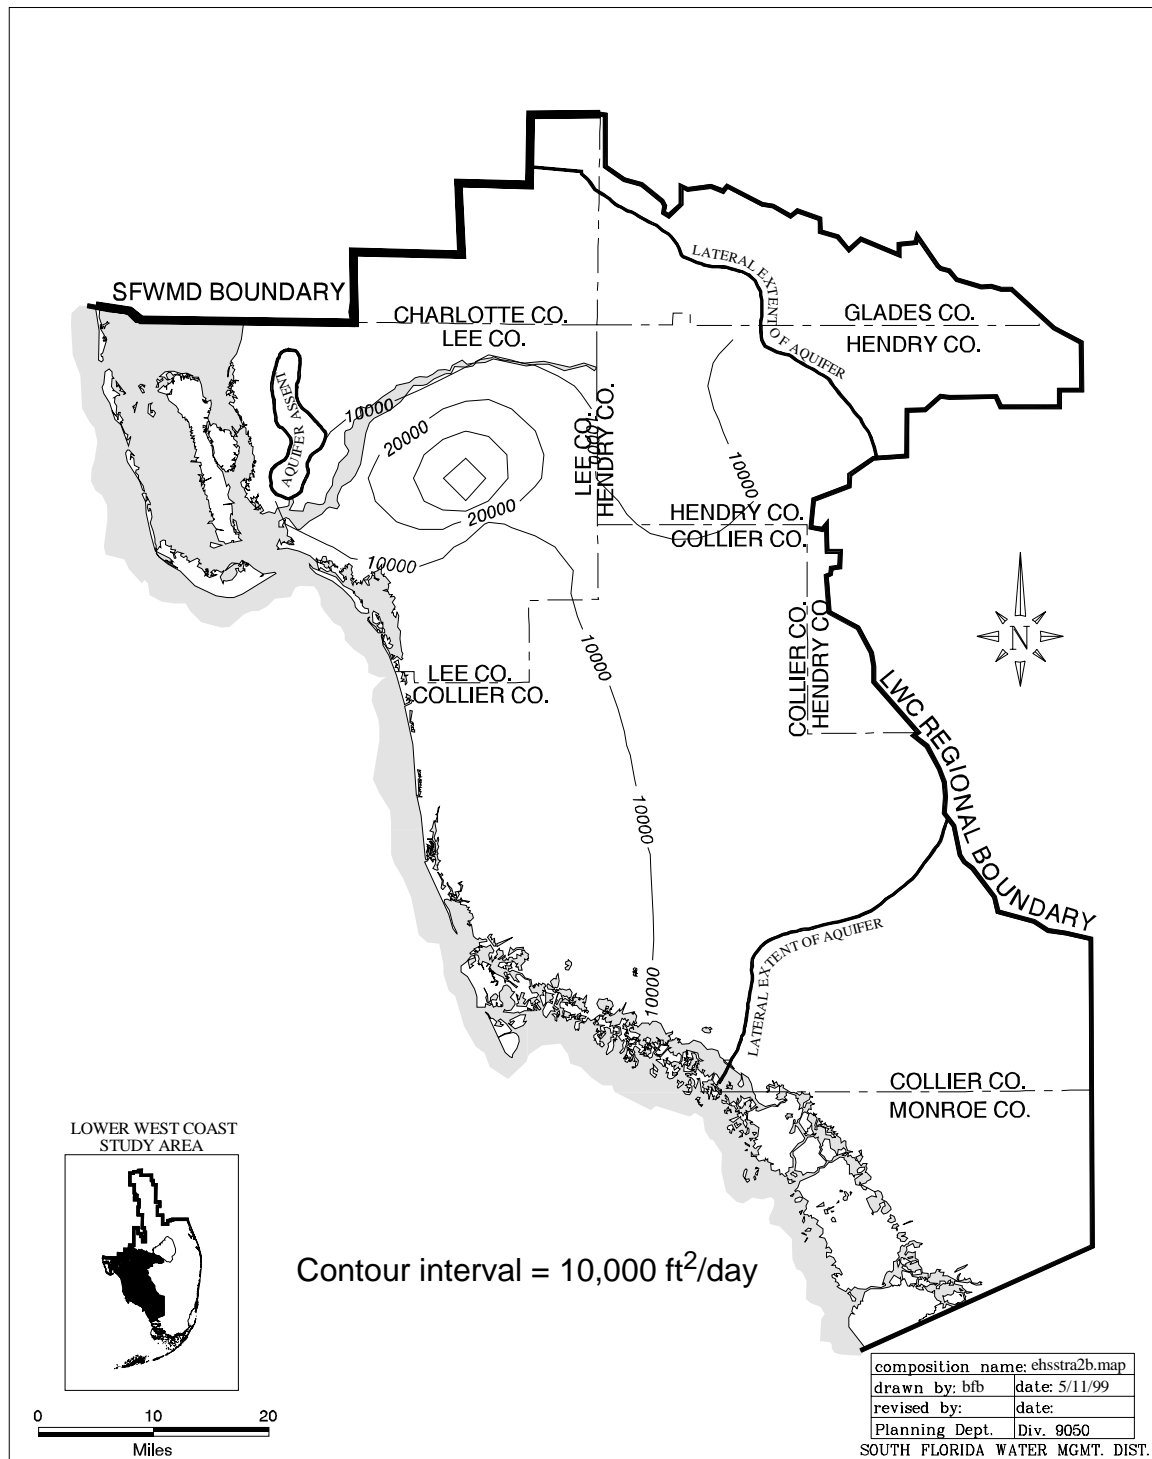 SFWMD BOUNDARY
LATERAL EXTENT OF AQUIFER
CHARLOTTE CO.
LEE CO.
GLADES CO.
HENDRY CO.
AQUIFER ASSENT
10000
20000
LEE CO.
HENDRY CO.
10000
20000
10000
HENDRY CO.
COLLIER CO.
10000
COLLIER CO.
HENDRY CO
LEE CO.
COLLIER CO.
LWC REGIONAL BOUNDARY
10000
LATERAL EXTENT OF AQUIFER
10000
N
COLLIER CO.
MONROE CO.
LOWER WEST COAST
STUDY AREA
Contour interval = 10,000 ft²/day
0 10 20
Miles
composition name: ehsstra2b.map
drawn by: bfb date: 5/11/99
revised by: date:
Planning Dept. Div. 9050
SOUTH FLORIDA WATER MGMT. DIST.